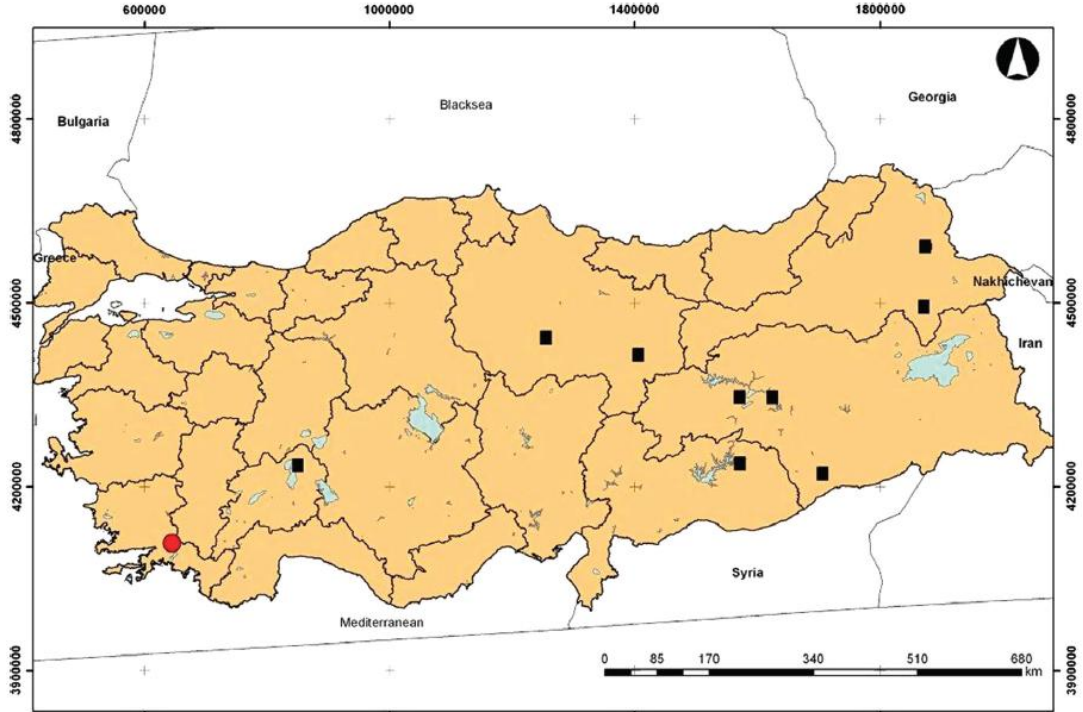 600000 1000000 1400000 1800000
4800000 4800000
Bulgaria
Blacksea
Georgia
Greece
Nakhichevan
4500000 4500000
Iran
4200000 4200000
Syria
Mediterranean
0 85 170 340 510 680
km
3900000 3900000